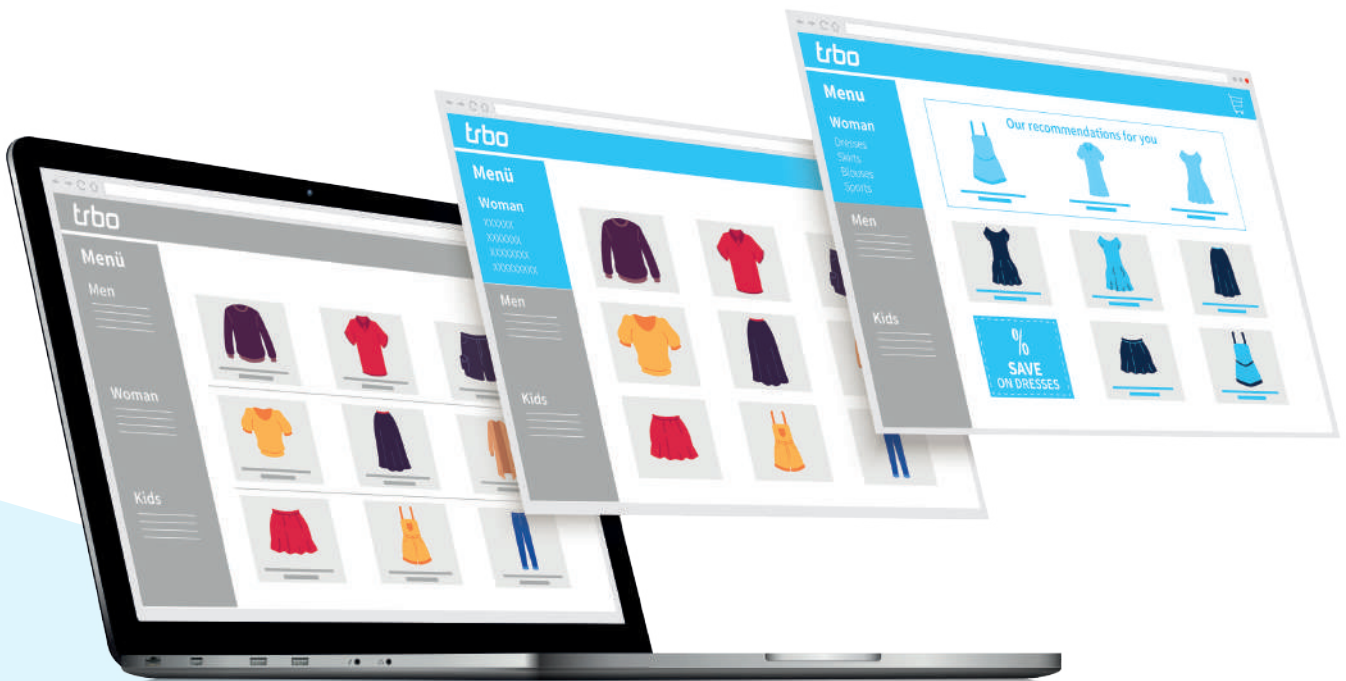 trbo
Menü
Men
Woman
Kids
trbo
Menü
Woman
XXXXXX
XXXXXXX
XXXXXXXX
XXXXXXXXX
Men
Kids
trbo
Menu
Woman
Dresses
Skirts
Blouses
Sports
Men
Kids
Our recommendations for you
%
SAVE
ON DRESSES